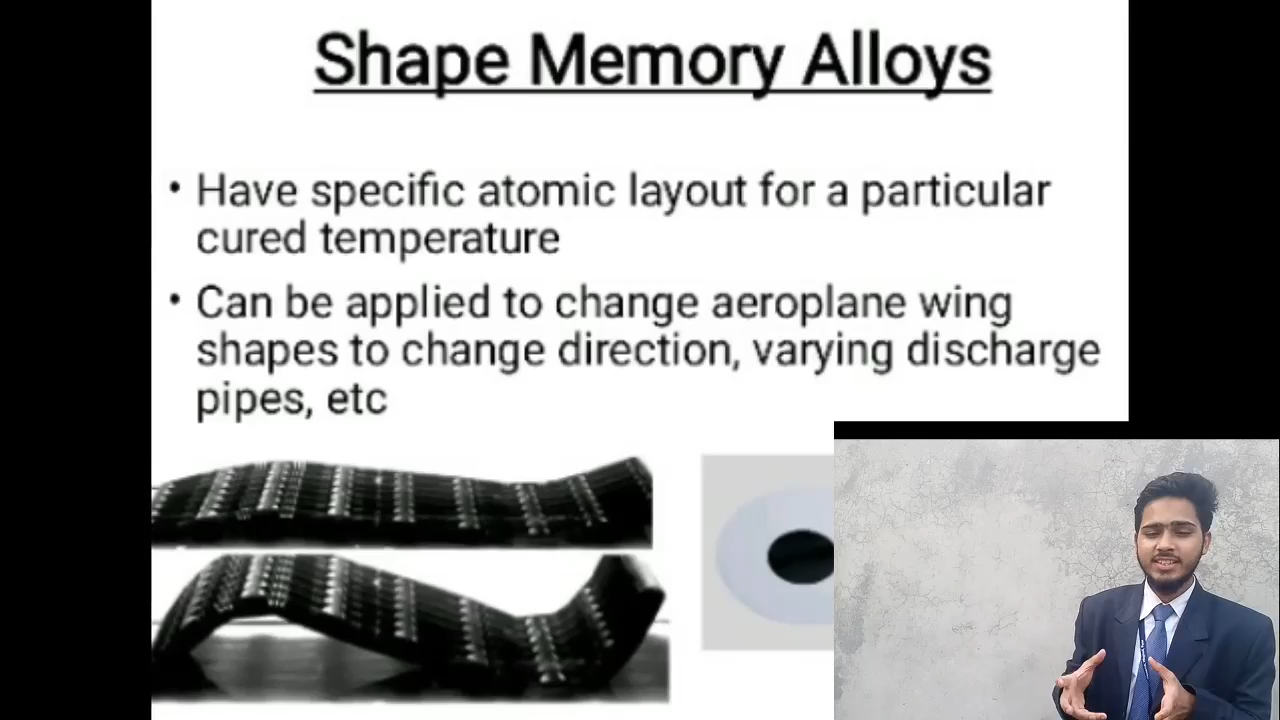 Shape Memory Alloys
• Have specific atomic layout for a particular
cured temperature
• Can be applied to change aeroplane wing
shapes to change direction, varying discharge
pipes, etc